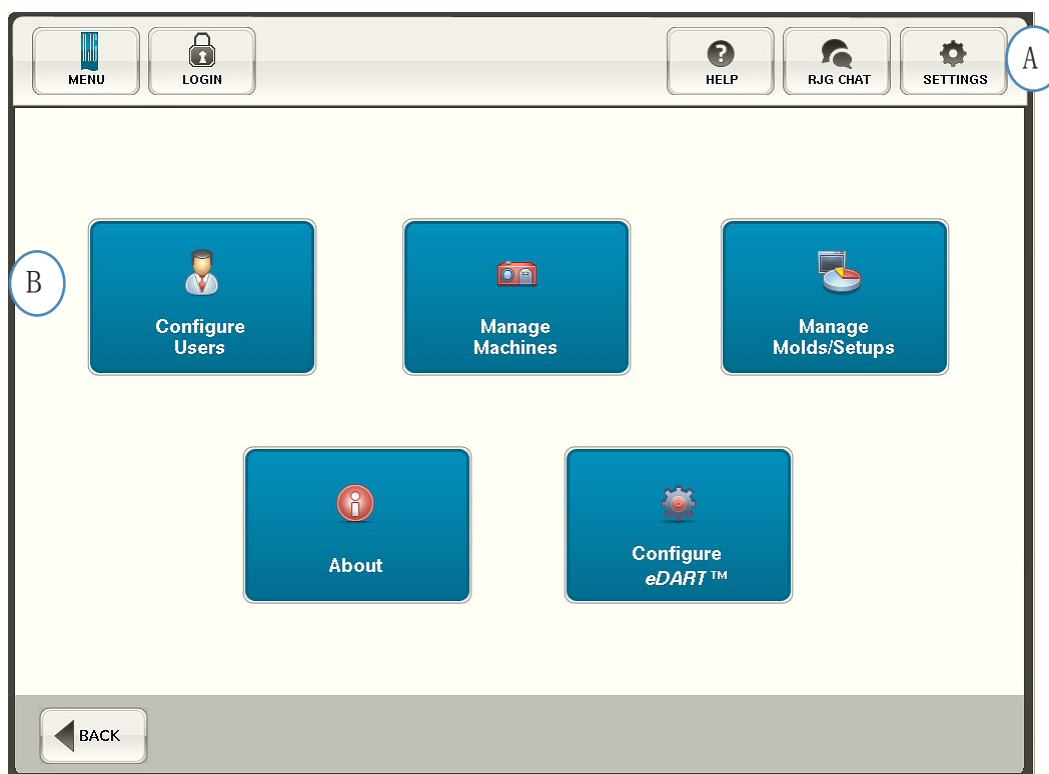 MENU
LOGIN
HELP
RJG CHAT
SETTINGS
A
B
Configure
Users
Manage
Machines
Manage
Molds/Setups
About
Configure
eDART™
BACK